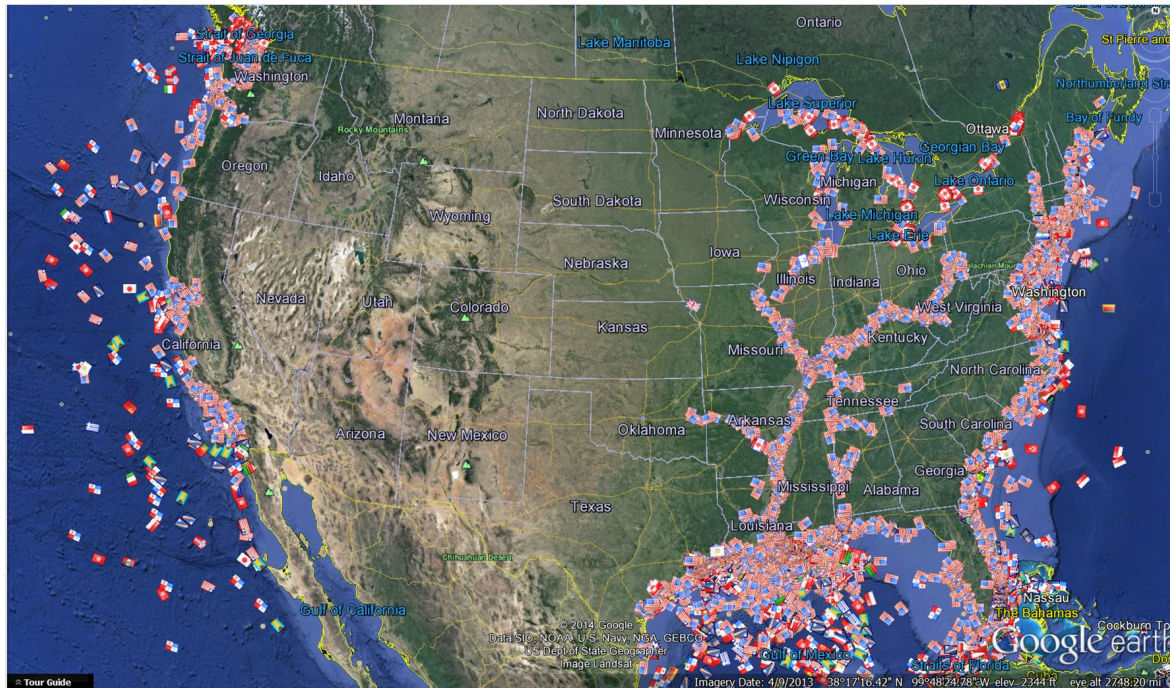 Ontario
Strait of Georgia
Lake Manitoba
St Pierre and
Strait of Juan de Fuca
Lake Nipigon
Washington
Northumberland Stra
Lake Superior
North Dakota
Montana
Bay of Fundy
Rocky Mountains
Minnesota
Ottawa
Georgian Bay
Green Bay
Lake Huron
Oregon
Idaho
Michigan
Lake Ontario
Wisconsin
South Dakota
Wyoming
Lake Michigan
Lake Erie
Iowa
Nebraska
Ohio
Illinois
Indiana
Washington
Nevada
Utah
Colorado
West Virginia
Kansas
Kentucky
California
Missouri
North Carolina
Tennessee
Arkansas
South Carolina
Oklahoma
Arizona
New Mexico
Georgia
Mississippi
Alabama
Texas
Louisiana
Chihuahuan Desert
Nassau
Gulf of California
The Bahamas
© 2014 Google
Cockburn To
Data SIO, NOAA, U.S. Navy, NGA, GEBCO
Google earth
US Dept of State Geographer
Gulf of Mexico
Image Landsat
Straits of Florida
Cuba
Tour Guide
Imagery Date: 4/9/2013 38°17'16.42" N 99°48'24.78" W elev 2344 ft eye alt 2748.20 mi